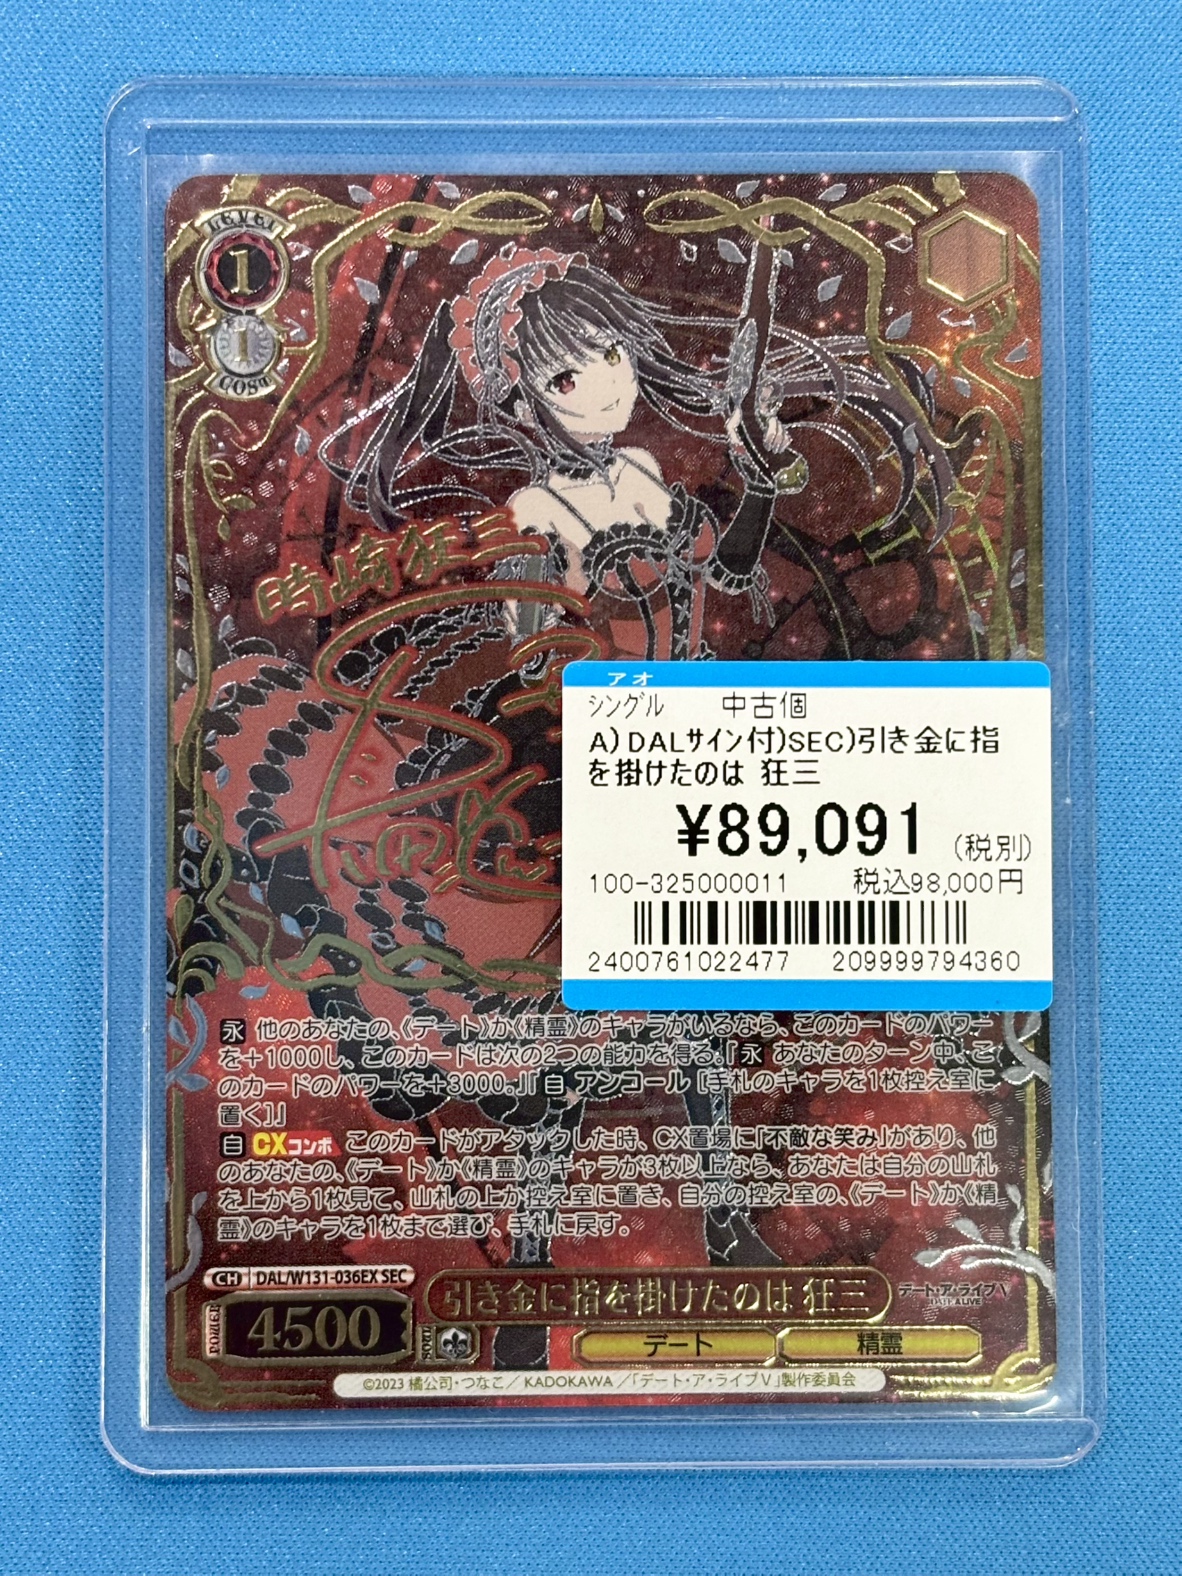 LEVEL
1
1
COST
時崎狂三
アオ
シングル 中古個
A)DALサイン付)SEC)引き金に指
を掛けたのは 狂三
¥89,091 (税別)
100-325000011 税込98,000円
2400761022477 209999794360
永 他のあなたの、《デート》か《精霊》のキャラがいるなら、このカードのパワー
を+1000し、このカードは次の2つの能力を得る。『永 あなたのターン中、こ
のカードのパワーを+3000。』『自 アンコール [手札のキャラを1枚控え室に
置く]』
自 CXコンボ このカードがアタックした時、CX置場に「不敵な笑み」があり、他
のあなたの、《デート》か《精霊》のキャラが3枚以上なら、あなたは自分の山札
を上から1枚見て、山札の上か控え室に置き、自分の控え室の、《デート》か《精
霊》のキャラを1枚まで選び、手札に戻す。
CH DAL/W131-036EX SEC
引き金に指を掛けたのは 狂三
デート・ア・ライブV
DATE A LIVE
POWER 4500 SOUL
デート 精霊
©2023 橘公司・つなこ／KADOKAWA／「デート・ア・ライブV」製作委員会